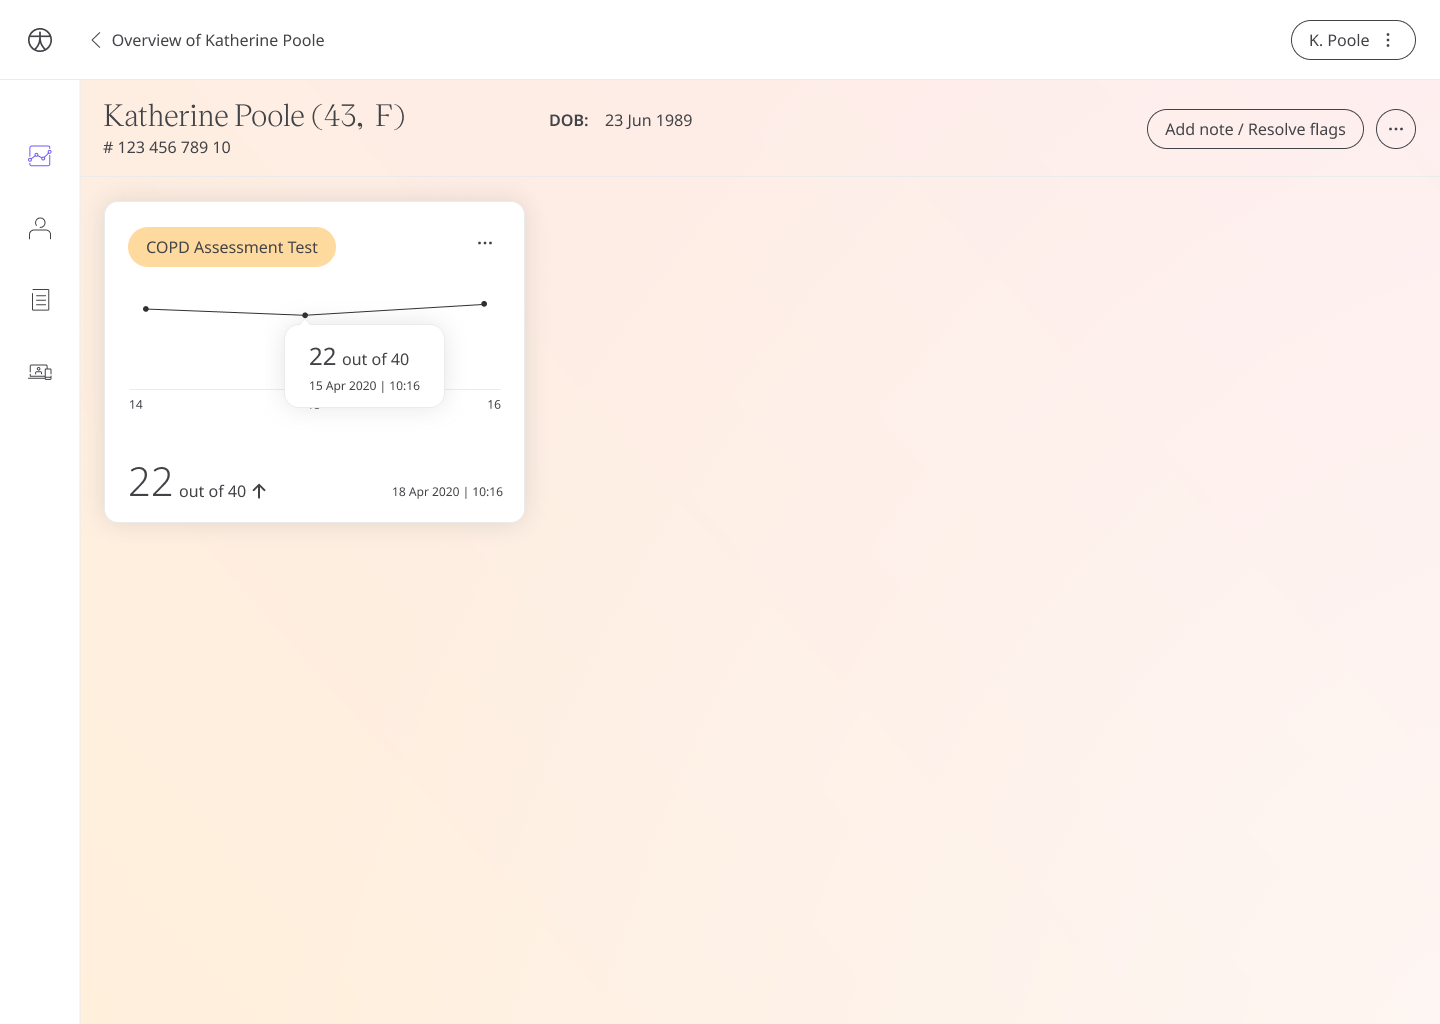 Overview of Katherine Poole
K. Poole
Katherine Poole (43, F)
# 123 456 789 10
DOB: 23 Jun 1989
Add note / Resolve flags
COPD Assessment Test
22 out of 40
15 Apr 2020 | 10:16
14
16
22 out of 40
18 Apr 2020 | 10:16